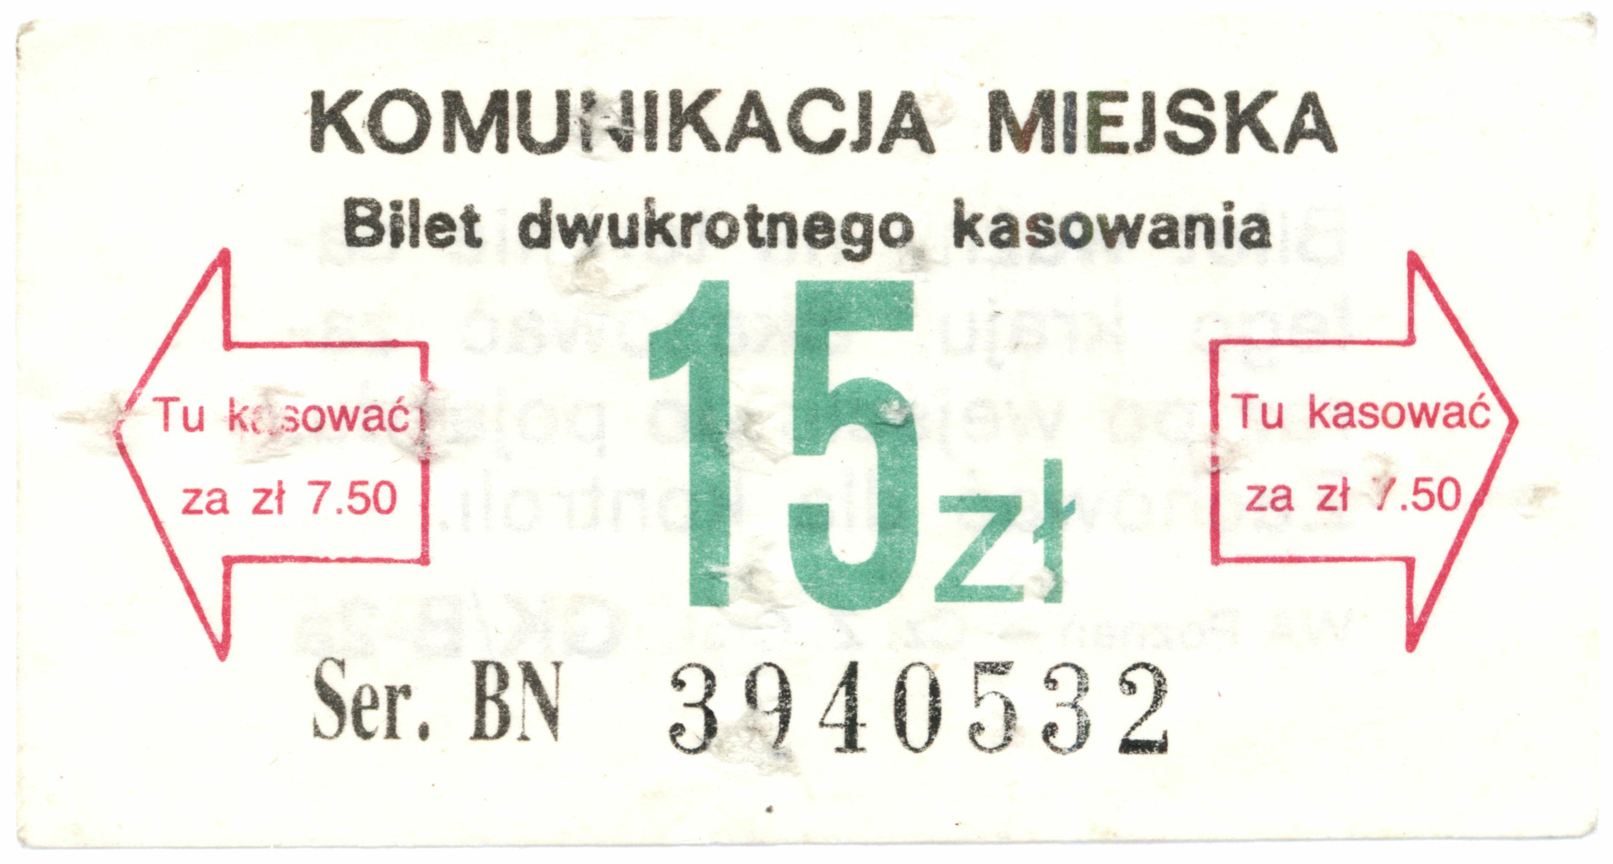 KOMUNIKACJA MIEJSKA
Bilet dwukrotnego kasowania
Tu kasować
za zł 7.50
15 zł
Tu kasować
za zł 7.50
Ser. BN 3940532